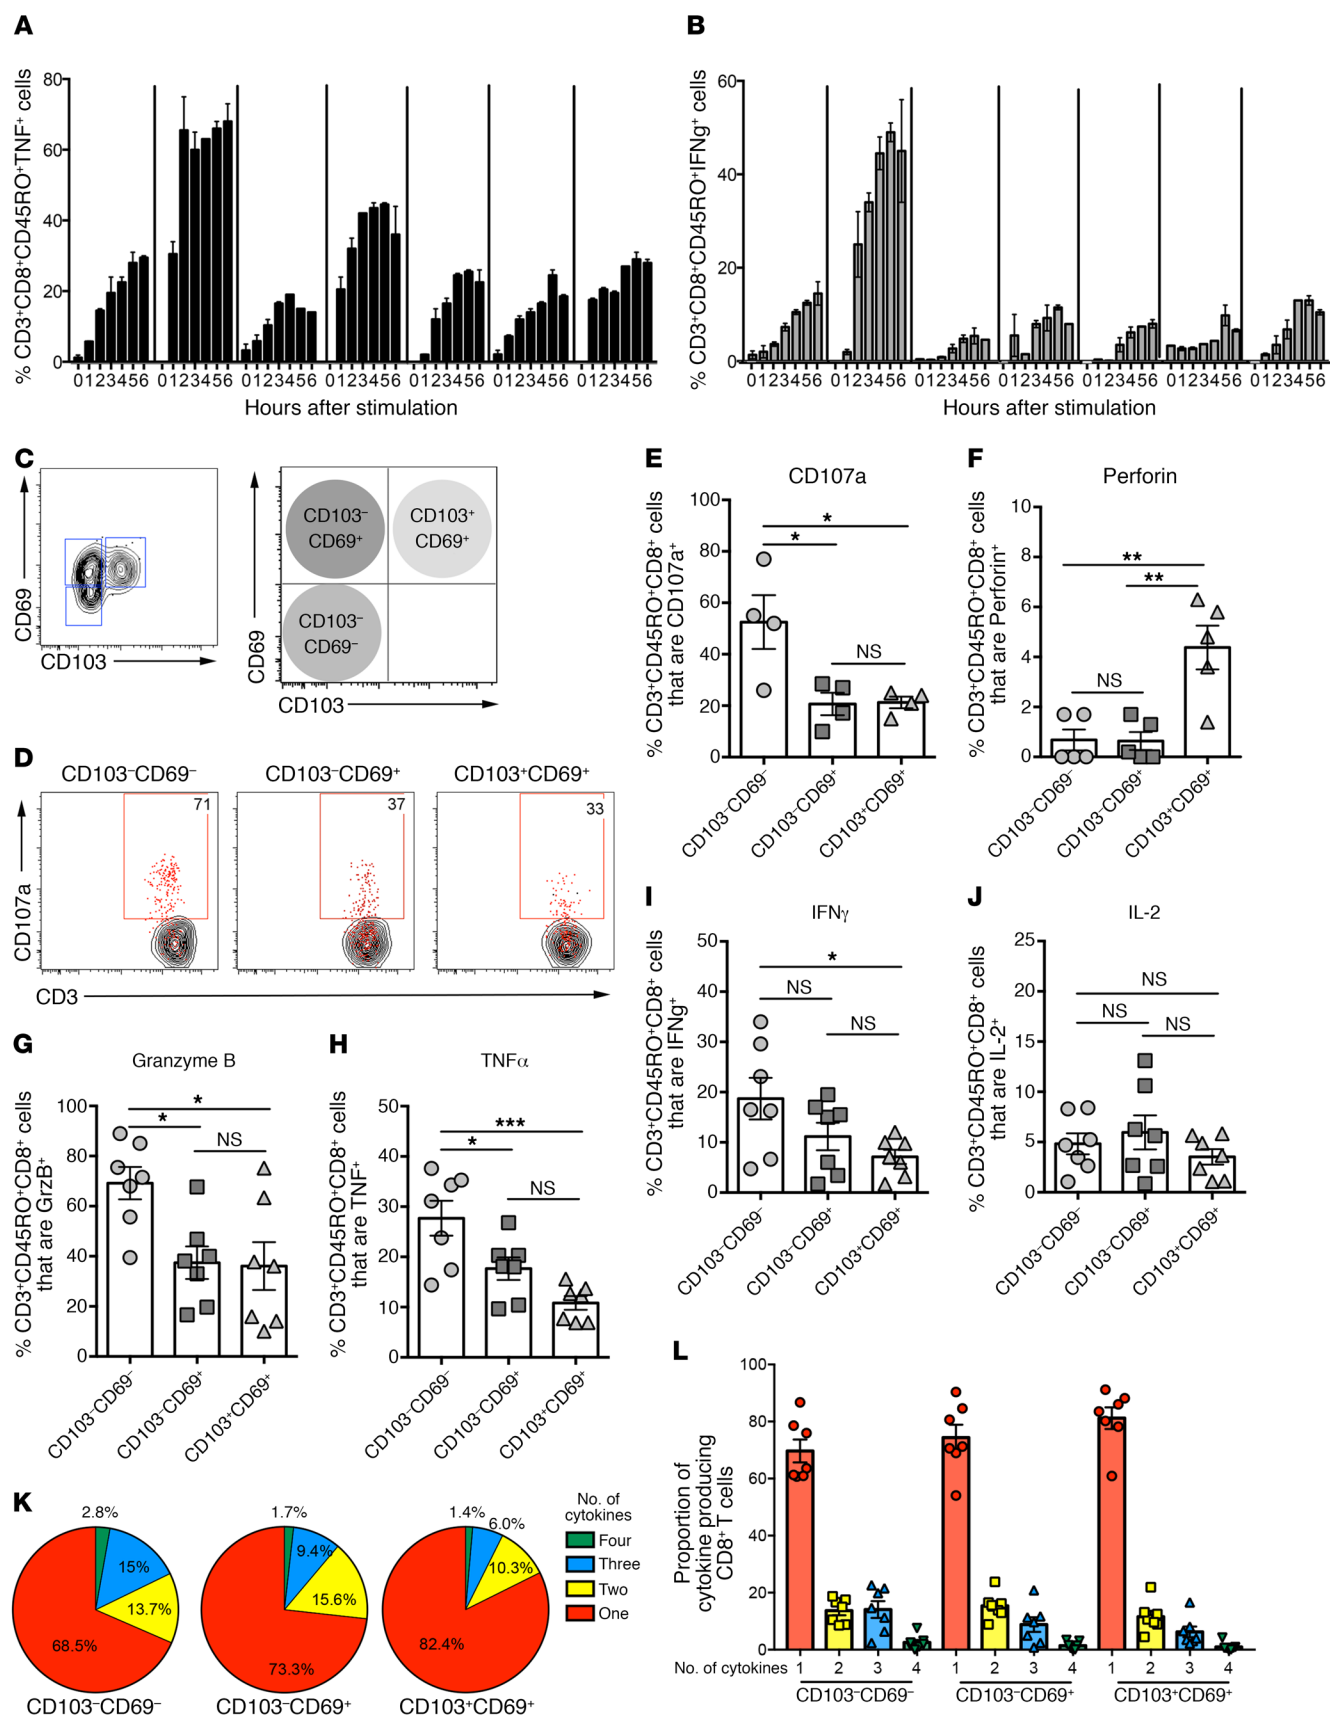 A
% CD3⁺CD8⁺CD45RO⁺TNF⁺ cells
80
60
40
20
0
0123456 123456 0123456 0123456 0123456 0123456 0123456
Hours after stimulation
B
% CD3⁺CD8⁺CD45RO⁺IFNg⁺ cells
60
40
20
0
0123456 0123456 0123456 0123456 0123456 0123456 0123456
Hours after stimulation
C
CD69
CD103
CD69
CD103
CD103⁻
CD69⁺
CD103⁺
CD69⁺
CD103⁻
CD69⁻
D
CD103⁻CD69⁻
CD103⁻CD69⁺
CD103⁺CD69⁺
71
37
33
CD107a
CD3
E
CD107a
% CD3⁺CD45RO⁺CD8⁺ cells
that are CD107a⁺
100
80
60
40
20
0
*
*
NS
CD103⁻CD69⁻
CD103⁻CD69⁺
CD103⁺CD69⁺
F
Perforin
% CD3⁺CD45RO⁺CD8⁺ cells
that are Perforin⁺
10
8
6
4
2
0
**
**
NS
CD103⁻CD69⁻
CD103⁻CD69⁺
CD103⁺CD69⁺
G
Granzyme B
% CD3⁺CD45RO⁺CD8⁺ cells
that are GrzB⁺
100
80
60
40
20
0
*
*
NS
CD103⁻CD69⁻
CD103⁻CD69⁺
CD103⁺CD69⁺
H
TNFα
% CD3⁺CD45RO⁺CD8⁺ cells
that are TNF⁺
50
40
30
20
10
0
***
*
NS
CD103⁻CD69⁻
CD103⁻CD69⁺
CD103⁺CD69⁺
I
IFNγ
% CD3⁺CD45RO⁺CD8⁺ cells
that are IFNg⁺
50
40
30
20
10
0
*
NS
NS
CD103⁻CD69⁻
CD103⁻CD69⁺
CD103⁺CD69⁺
J
IL-2
% CD3⁺CD45RO⁺CD8⁺ cells
that are IL-2⁺
25
20
15
10
5
0
NS
NS
NS
CD103⁻CD69⁻
CD103⁻CD69⁺
CD103⁺CD69⁺
K
2.8%
15%
13.7%
68.5%
CD103⁻CD69⁻
1.7%
9.4%
15.6%
73.3%
CD103⁻CD69⁺
1.4%
6.0%
10.3%
82.4%
CD103⁺CD69⁺
No. of
cytokines
Four
Three
Two
One
L
Proportion of
cytokine producing
CD8⁺ T cells
100
80
60
40
20
0
No. of cytokines 1 2 3 4 1 2 3 4 1 2 3 4
CD103⁻CD69⁻
CD103⁻CD69⁺
CD103⁺CD69⁺